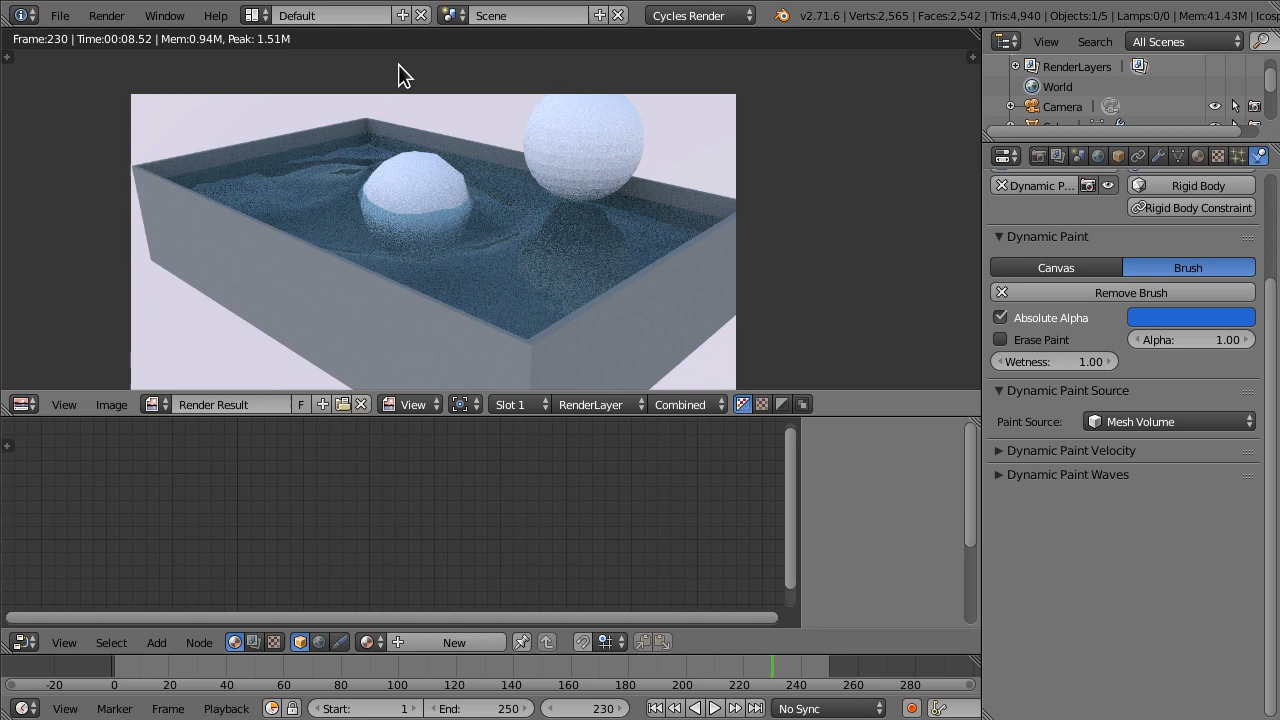 File Render Window Help Default Scene Cycles Render v2.71.6 | Verts:2,565 | Faces:2,542 | Tris:4,940 | Objects:1/5 | Lamps:0/0 | Mem:41.43M |
Frame:230 | Time:00:08.52 | Mem:0.94M, Peak: 1.51M
View Search All Scenes
RenderLayers
World
Camera
Dynamic P... Rigid Body
Rigid Body Constraint
Dynamic Paint
Canvas Brush
Remove Brush
Absolute Alpha
Erase Paint Alpha: 1.00
Wetness: 1.00
Dynamic Paint Source
Paint Source: Mesh Volume
Dynamic Paint Velocity
Dynamic Paint Waves
View Image Render Result F View Slot 1 RenderLayer Combined
View Select Add Node New
-20 0 20 40 60 80 100 120 140 160 180 200 220 240 260 280
View Marker Frame Playback Start: 1 End: 250 230 No Sync